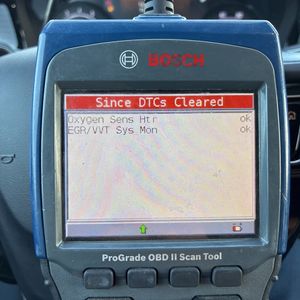 BOSCH
Since DTCs Cleared
Oxygen Sens Htr ok
EGR/VVT Sys Mon ok
ProGrade OBD II Scan Tool